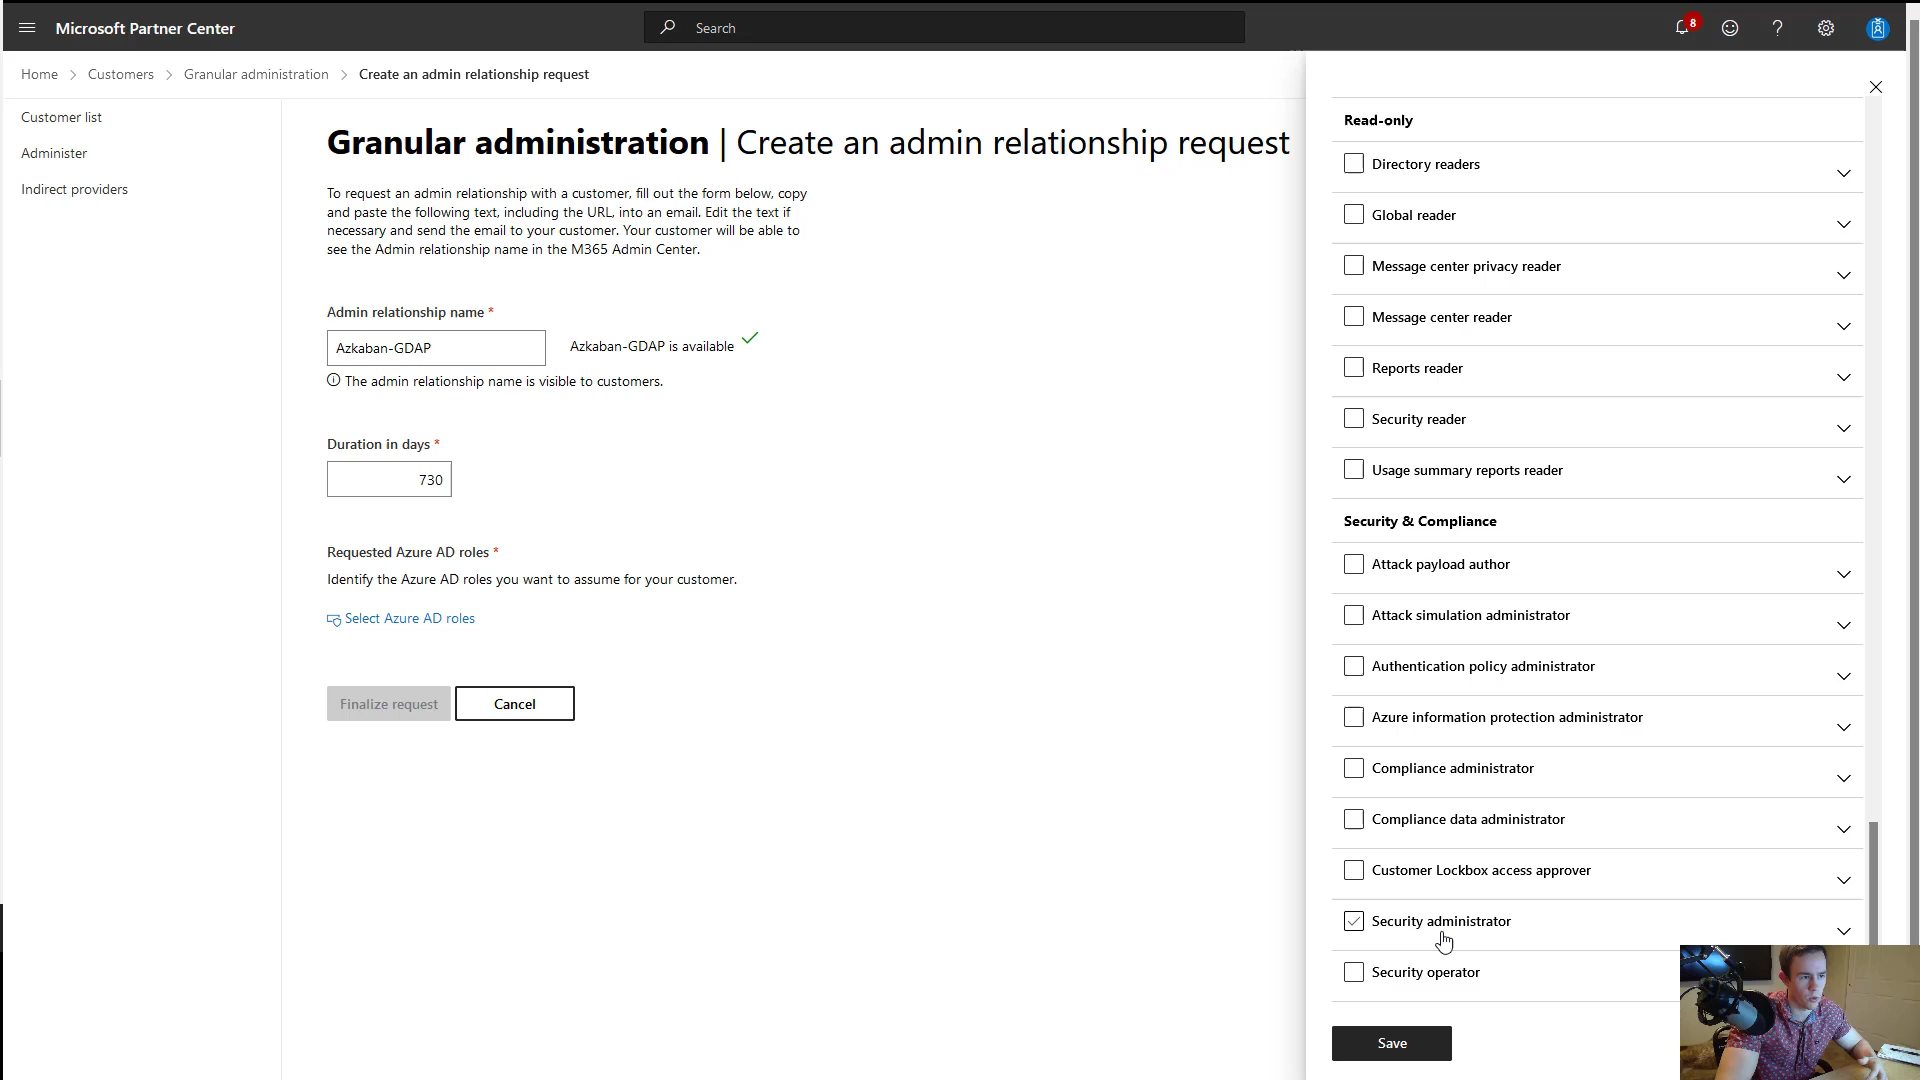 Microsoft Partner Center
Search
8
Home
Customers
Granular administration
Create an admin relationship request
Customer list
Administer
Indirect providers
Granular administration | Create an admin relationship request
To request an admin relationship with a customer, fill out the form below, copy
and paste the following text, including the URL, into an email. Edit the text if
necessary and send the email to your customer. Your customer will be able to
see the Admin relationship name in the M365 Admin Center.
Admin relationship name *
Azkaban-GDAP
Azkaban-GDAP is available
The admin relationship name is visible to customers.
Duration in days *
730
Requested Azure AD roles *
Identify the Azure AD roles you want to assume for your customer.
Select Azure AD roles
Finalize request
Cancel
Read-only
Directory readers
Global reader
Message center privacy reader
Message center reader
Reports reader
Security reader
Usage summary reports reader
Security & Compliance
Attack payload author
Attack simulation administrator
Authentication policy administrator
Azure information protection administrator
Compliance administrator
Compliance data administrator
Customer Lockbox access approver
Security administrator
Security operator
Save